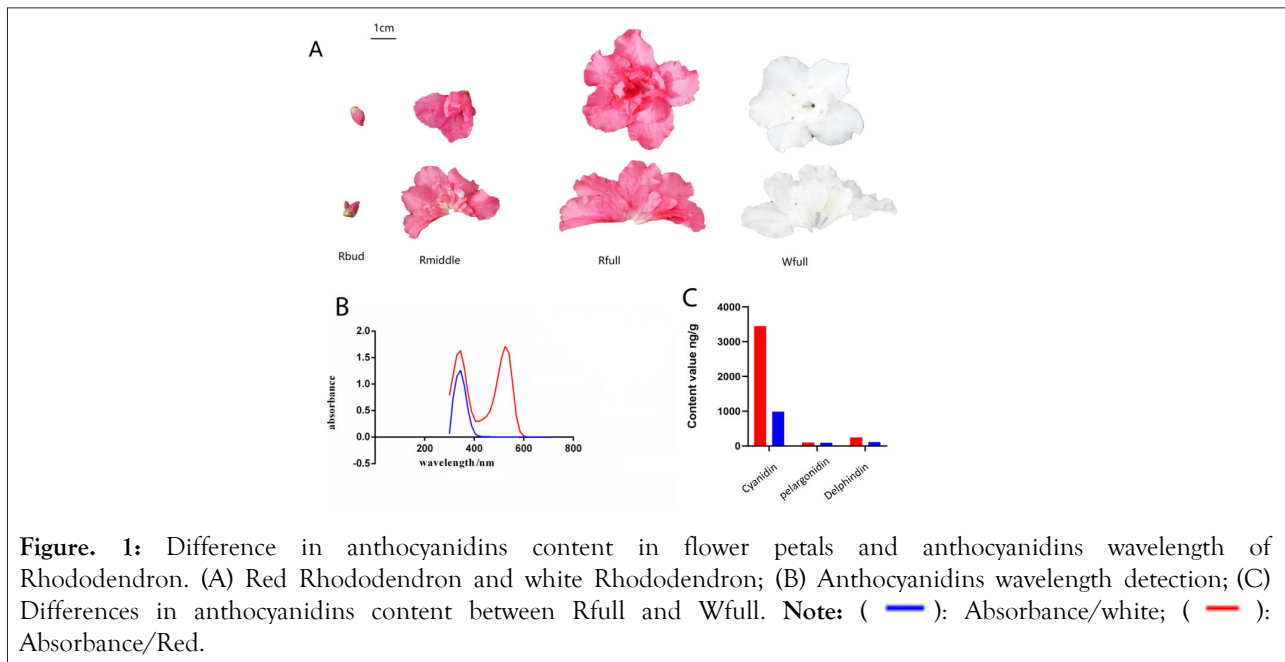 1cm
A
Rbud Rmiddle Rfull Wfull
B
2.0
1.5
1.0
0.5
0.0
-0.5
absorbance
200 400 600 800
wavelength/nm
C
4000
3000
2000
1000
0
Content value ng/g
Cyanidin
pelargonidin
Delphindin
Figure. 1: Difference in anthocyanidins content in flower petals and anthocyanidins wavelength of
Rhododendron. (A) Red Rhododendron and white Rhododendron; (B) Anthocyanidins wavelength detection; (C)
Differences in anthocyanidins content between Rfull and Wfull. Note: ( ): Absorbance/white; ( ):
Absorbance/Red.